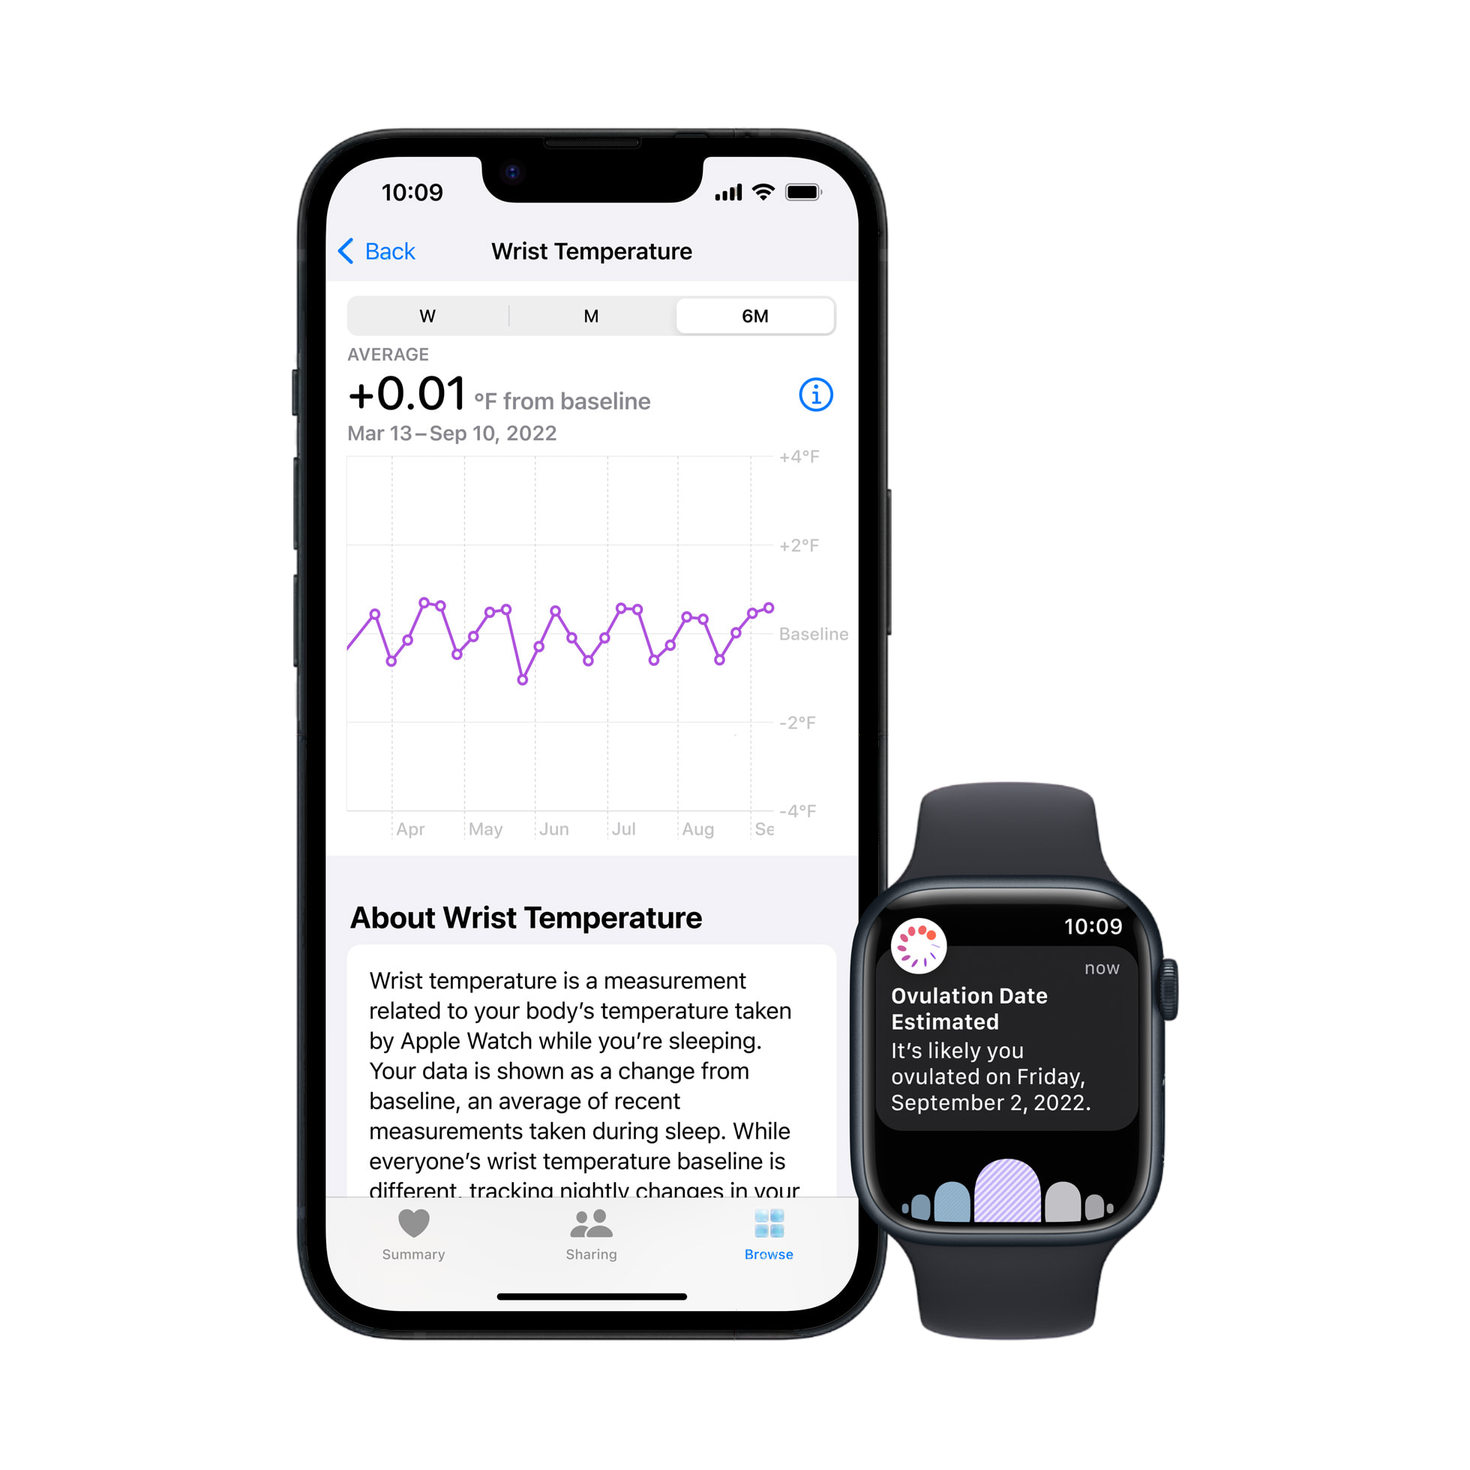 10:09
Back
Wrist Temperature
W
M
6M
AVERAGE
+0.01 °F from baseline
Mar 13–Sep 10, 2022
+4°F
+2°F
Baseline
-2°F
-4°F
Apr
May
Jun
Jul
Aug
Se
About Wrist Temperature
Wrist temperature is a measurement
related to your body’s temperature taken
by Apple Watch while you’re sleeping.
Your data is shown as a change from
baseline, an average of recent
measurements taken during sleep. While
everyone’s wrist temperature baseline is
different, tracking nightly changes in your
Summary
Sharing
Browse
10:09
now
Ovulation Date
Estimated
It’s likely you
ovulated on Friday,
September 2, 2022.